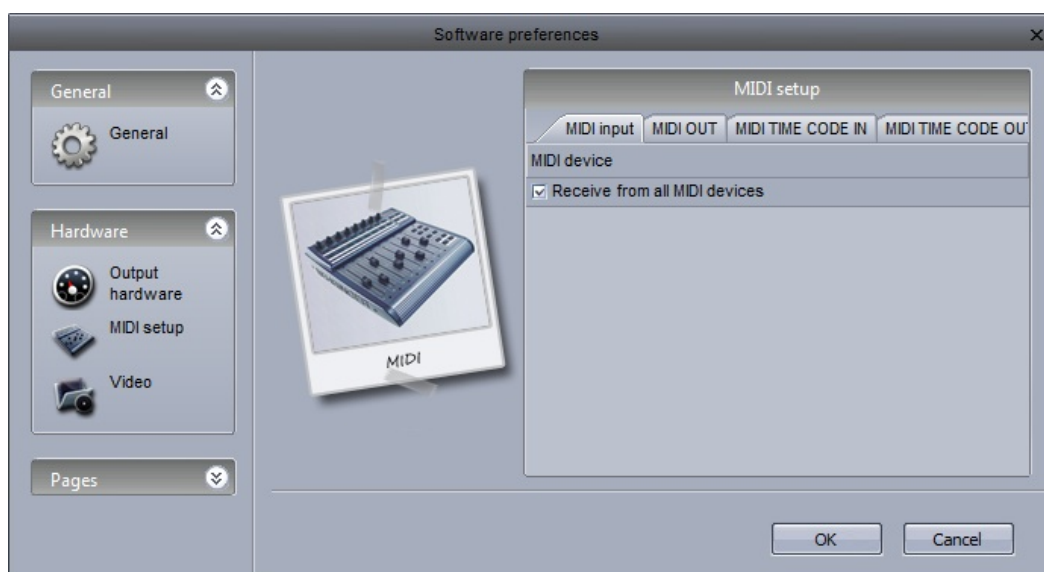 Software preferences
General
General
Hardware
Output
hardware
MIDI setup
Video
Pages
MIDI
MIDI setup
MIDI input
MIDI OUT
MIDI TIME CODE IN
MIDI TIME CODE OU
MIDI device
Receive from all MIDI devices
OK
Cancel